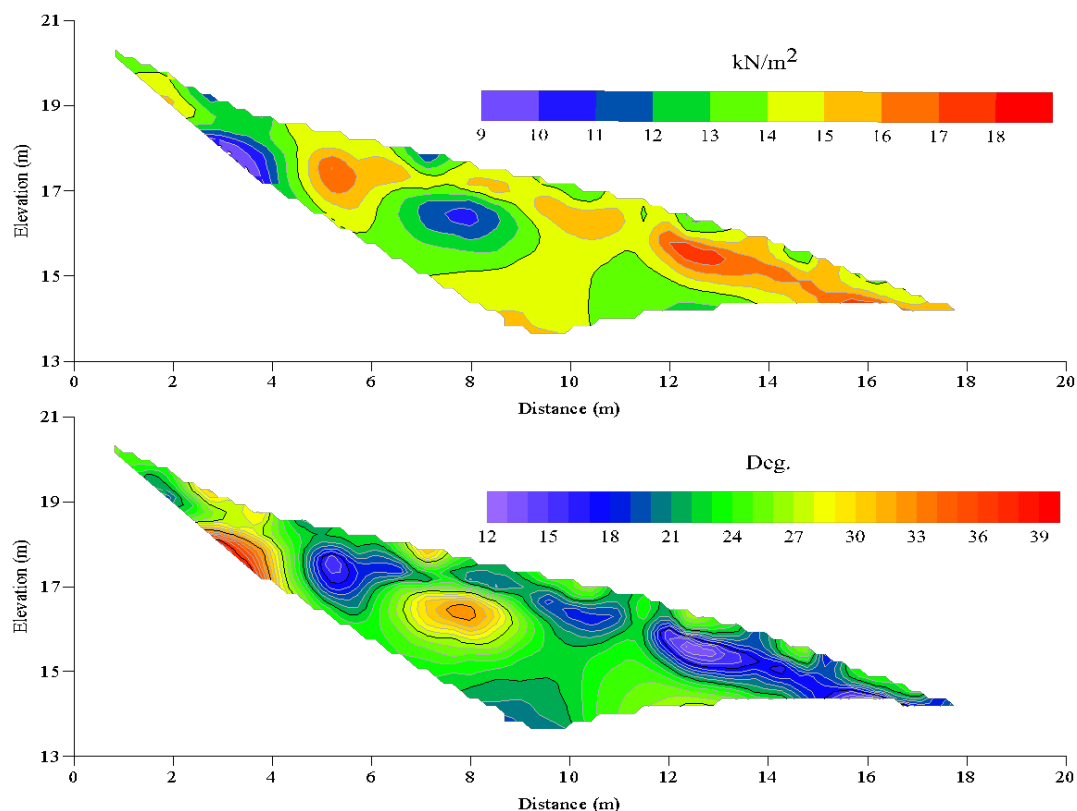 21
19
17
15
13
Elevation (m)
kN/m2
9 10 11 12 13 14 15 16 17 18
0 2 4 6 8 10 12 14 16 18 20
Distance (m)
21
19
17
15
13
Elevation (m)
Deg.
12 15 18 21 24 27 30 33 36 39
0 2 4 6 8 10 12 14 16 18 20
Distance (m)